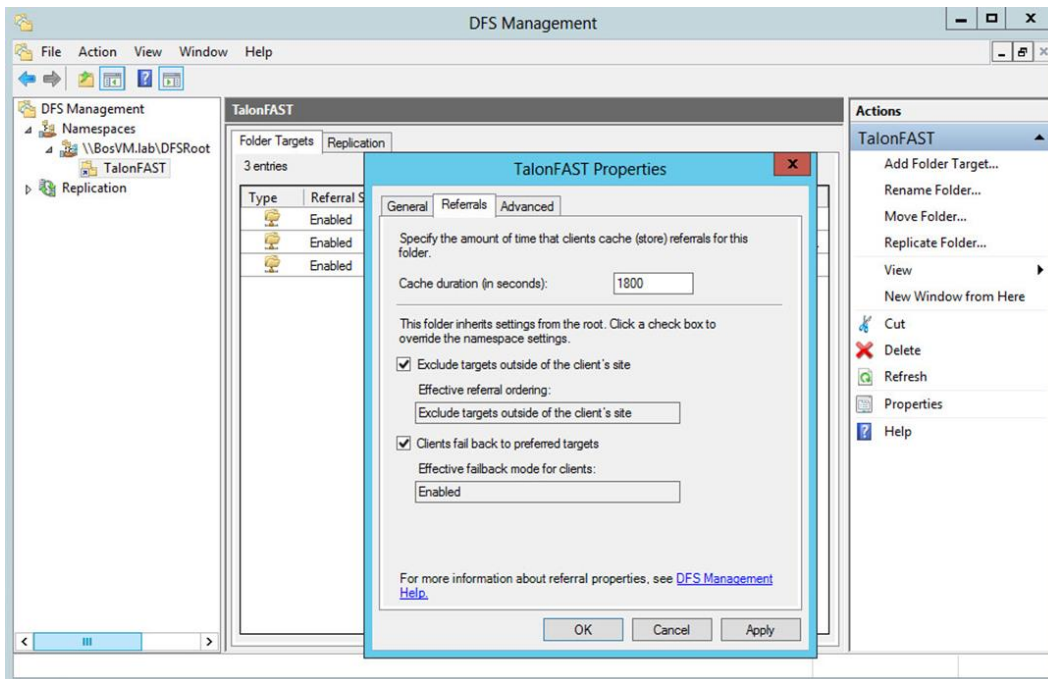 DFS Management
File Action View Window Help
DFS Management
Namespaces
\\BosVM.lab\DFSRoot
TalonFAST
Replication
TalonFAST
Folder Targets Replication
3 entries
Type Referral S
Enabled
Enabled
Enabled
TalonFAST Properties
General Referrals Advanced
Specify the amount of time that clients cache (store) referrals for this
folder.
Cache duration (in seconds): 1800
This folder inherits settings from the root. Click a check box to
override the namespace settings.
Exclude targets outside of the client's site
Effective referral ordering:
Exclude targets outside of the client's site
Clients fail back to preferred targets
Effective failback mode for clients:
Enabled
For more information about referral properties, see DFS Management
Help.
OK Cancel Apply
Actions
TalonFAST
Add Folder Target...
Rename Folder...
Move Folder...
Replicate Folder...
View
New Window from Here
Cut
Delete
Refresh
Properties
Help